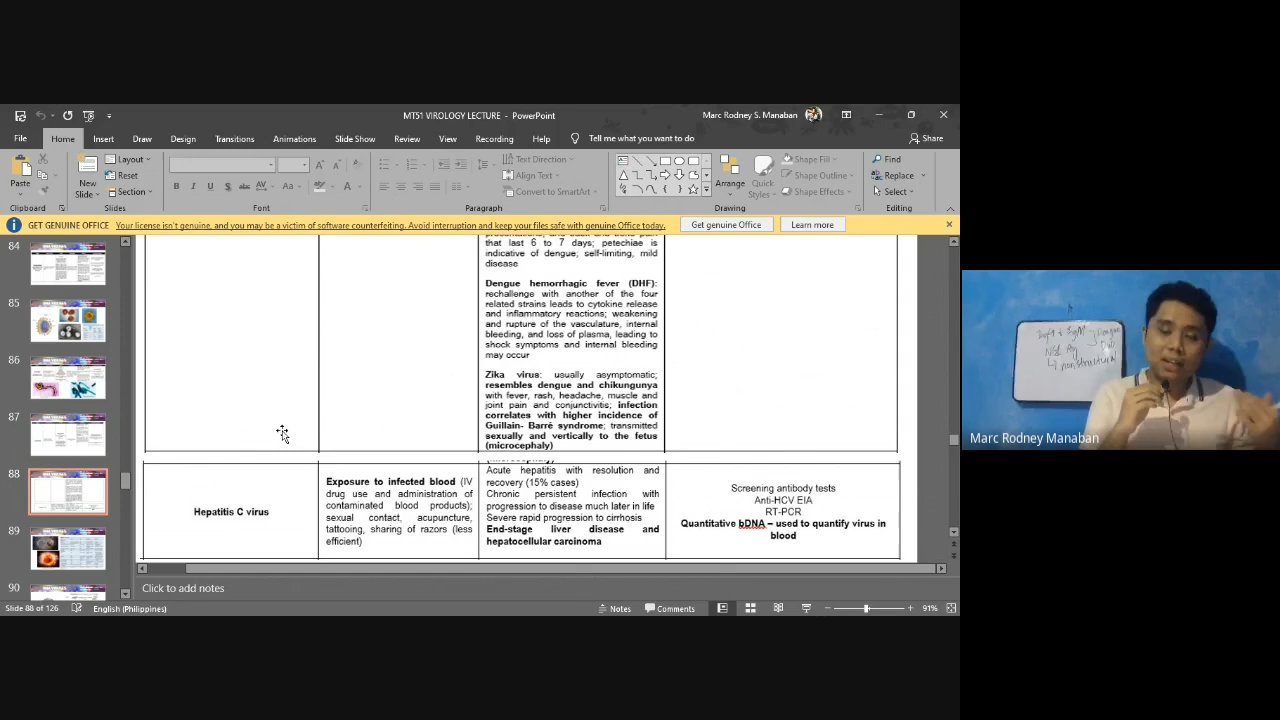 MT51 VIROLOGY LECTURE - PowerPoint
Marc Rodney S. Manaban
File Home Insert Draw Design Transitions Animations Slide Show Review View Recording Help Tell me what you want to do
Share
Paste
New
Slide
Layout
Reset
Section
B I U S abc AV Aa A
Text Direction
Align Text
Convert to SmartArt
Arrange
Quick
Styles
Shape Fill
Shape Outline
Shape Effects
Find
Replace
Select
Clipboard Slides Font Paragraph Drawing Editing
GET GENUINE OFFICE Your license isn't genuine, and you may be a victim of software counterfeiting. Avoid interruption and keep your files safe with genuine Office today. Get genuine Office Learn more
84
85
86
87
88
89
90
that last 6 to 7 days; petechiae is
indicative of dengue; self-limiting, mild
disease
Dengue hemorrhagic fever (DHF):
rechallenge with another of the four
related strains leads to cytokine release
and inflammatory reactions; weakening
and rupture of the vasculature, internal
bleeding, and loss of plasma, leading to
shock symptoms and internal bleeding
may occur
Zika virus: usually asymptomatic;
resembles dengue and chikungunya
with fever, rash, headache, muscle and
joint pain and conjunctivitis; infection
correlates with higher incidence of
Guillain- Barré syndrome; transmitted
sexually and vertically to the fetus
(microcephaly)
Hepatitis C virus
Exposure to infected blood (IV
drug use and administration of
contaminated blood products);
sexual contact, acupuncture,
tattooing, sharing of razors (less
efficient)
Acute hepatitis with resolution and
recovery (15% cases)
Chronic persistent infection with
progression to disease much later in life
Severe rapid progression to cirrhosis
End-stage liver disease and
hepatocellular carcinoma
Screening antibody tests
Anti-HCV EIA
RT-PCR
Quantitative bDNA – used to quantify virus in
blood
Click to add notes
Slide 88 of 126 English (Philippines) Notes Comments 91%
Dengue
NS1 Ag
nonstructural
Marc Rodney Manaban